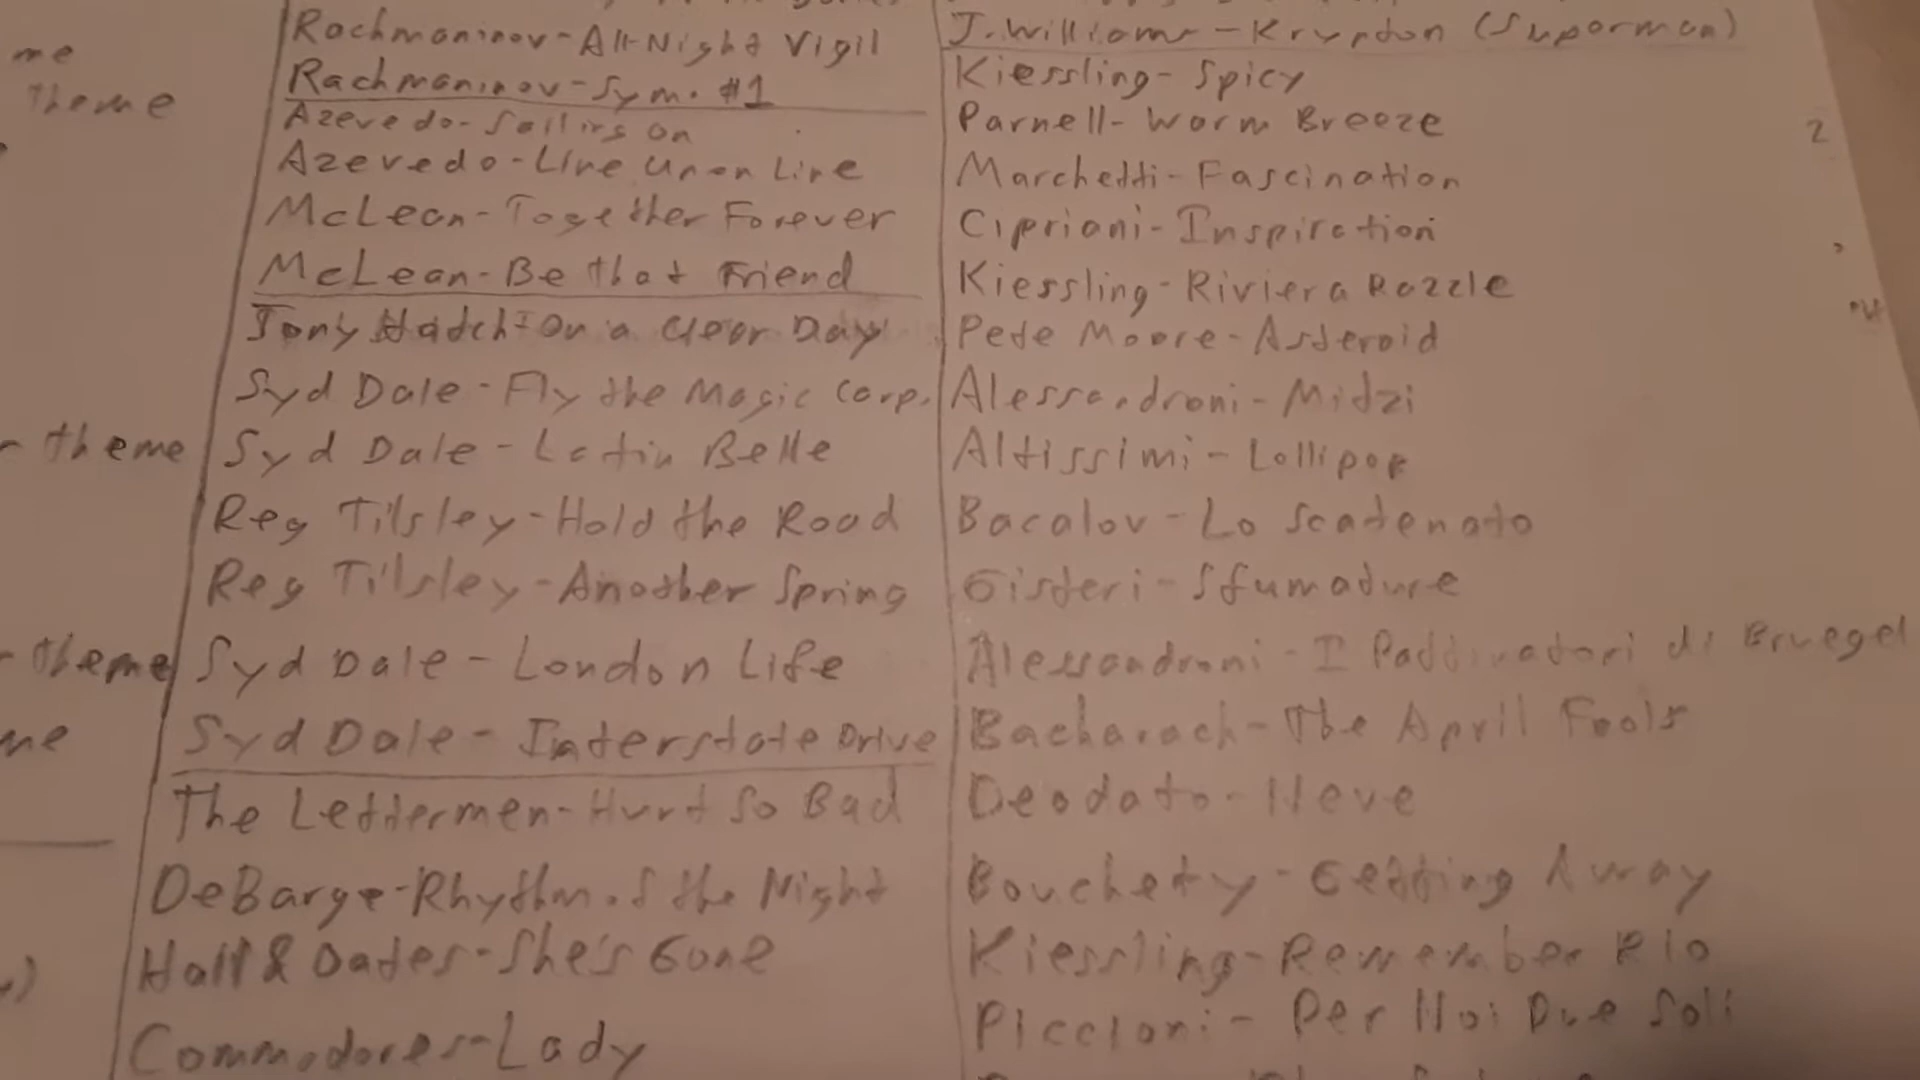 me
Theme
theme
theme
me
Rachmaninov-All-Night Vigil
Rachmaninov-Sym. #1
Azevedo-Sailing On
Azevedo-Line Upon Line
McLean-Together Forever
McLean-Be that Friend
Tony Hatch-On a Clear Day
Syd Dale-Fly the Magic Carp.
Syd Dale-Latin Belle
Reg Tilsley-Hold the Road
Reg Tilsley-Another Spring
Syd Dale-London Life
Syd Dale-Interstate Drive
The Lettermen-Hurt So Bad
DeBarge-Rhythm of the Night
Hall & Oates-She's Gone
Commodores-Lady
J. Williams-Krypton (Superman)
Kiessling-Spicy
Parnell-Warm Breeze
Marchetti-Fascination
Cipriani-Inspiration
Kiessling-Riviera Razzle
Pete Moore-Asteroid
Alessandroni-Midzi
Altissimi-Lollipop
Bacalov-Lo Scatenato
Gisteri-Sfumature
Alessandroni-I Pattinatori di Bruegel
Bacharach-The April Fools
Deodato-Neve
Bouchety-Getting Away
Kiessling-Remember Rio
Piccioni-Per Noi Due Soli
2